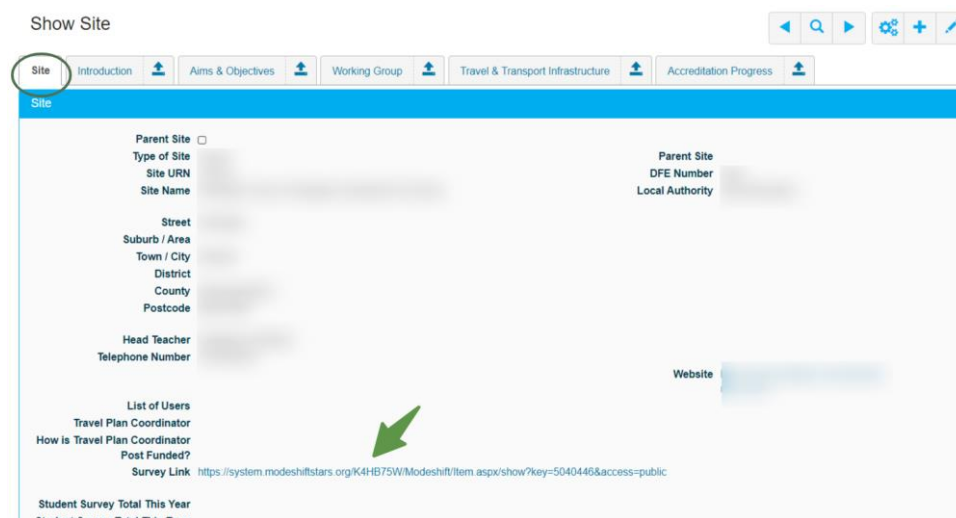 Show Site
Site Introduction Aims & Objectives Working Group Travel & Transport Infrastructure Accreditation Progress
Site
Parent Site
Type of Site Parent Site
Site URN DFE Number
Site Name Local Authority
Street
Suburb / Area
Town / City
District
County
Postcode
Head Teacher
Telephone Number
Website
List of Users
Travel Plan Coordinator
How is Travel Plan Coordinator
Post Funded?
Survey Link https://system.modeshiftstars.org/K4HB75W/Modeshift/Item.aspx/show?key=5040446&access=public
Student Survey Total This Year